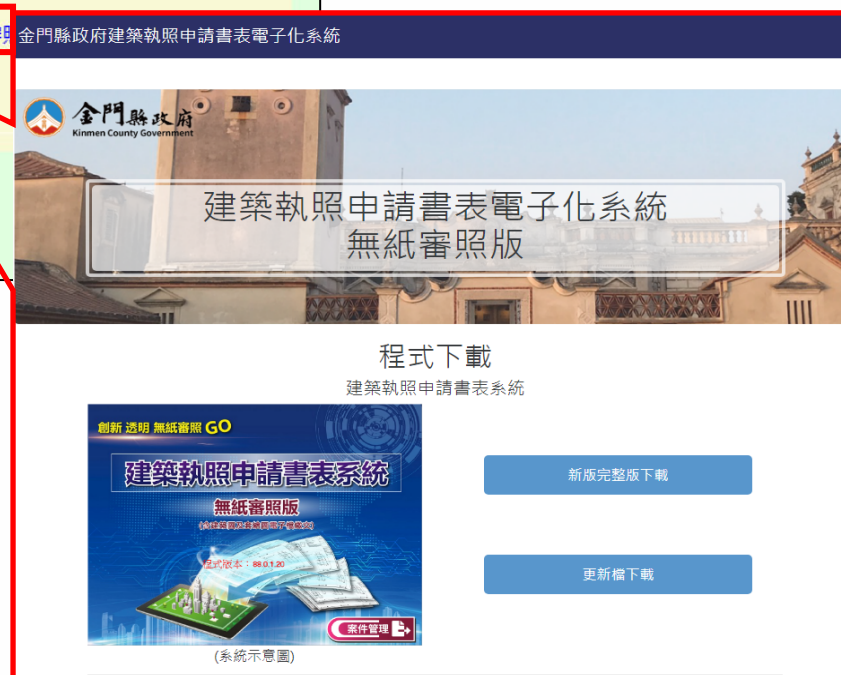 金門縣政府建築執照申請書表電子化系統
金門縣政府
Kinmen County Government
建築執照申請書表電子化系統
無紙審照版
程式下載
建築執照申請書表系統
創新 透明 無紙審照 GO
建築執照申請書表系統
無紙審照版
程式版本：88.0.1.20
案件管理
新版完整版下載
更新檔下載
(系統示意圖)